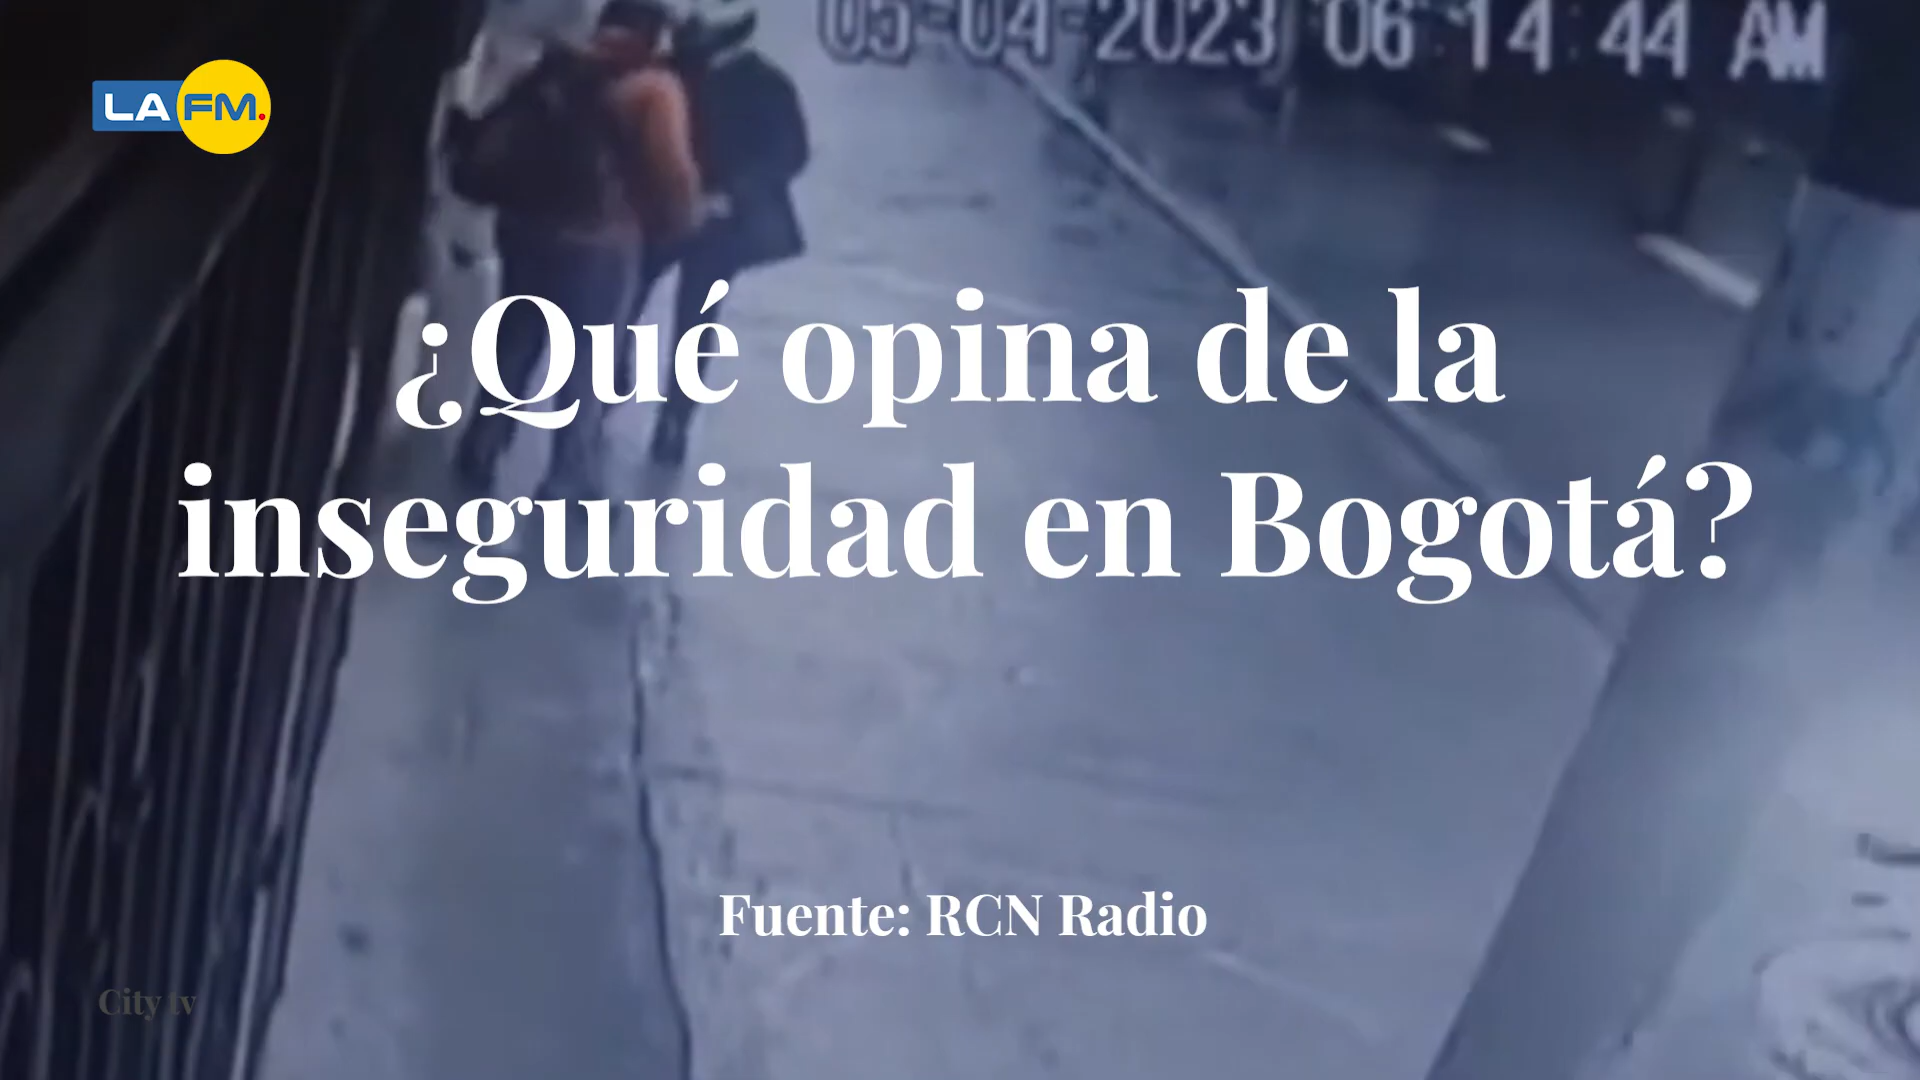 05-04-2023 06:14:44 AM
LA FM.
¿Qué opina de la
inseguridad en Bogotá?
Fuente: RCN Radio
City tv